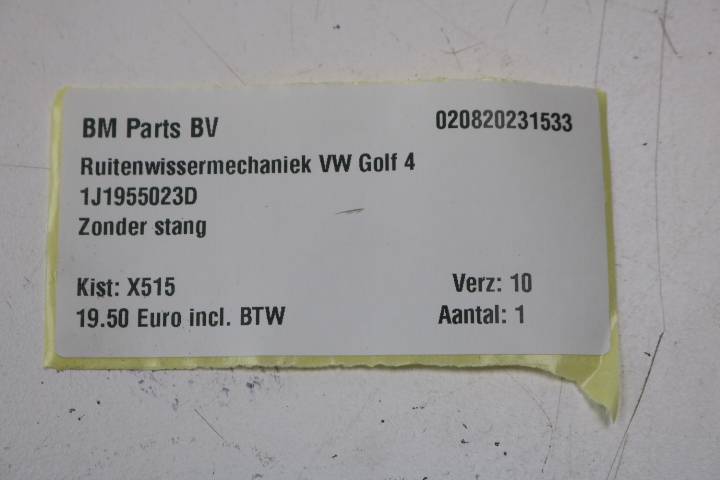 BM Parts BV 020820231533
Ruitenwissermechaniek VW Golf 4
1J1955023D
Zonder stang
Kist: X515 Verz: 10
19.50 Euro incl. BTW Aantal: 1